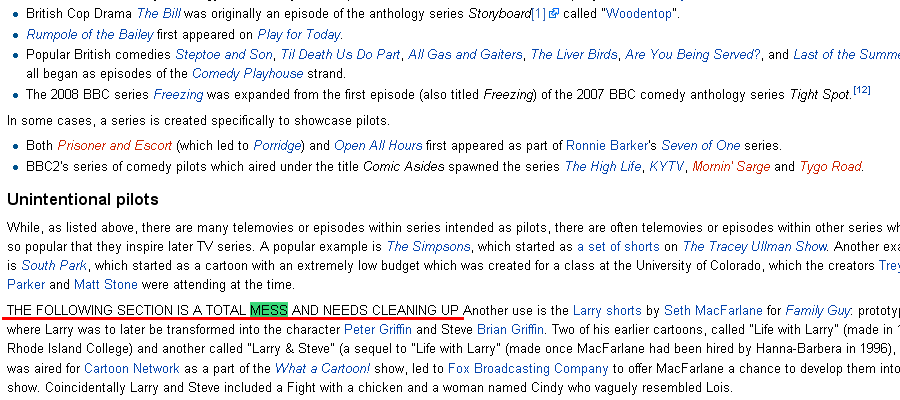 British Cop Drama The Bill was originally an episode of the anthology series Storyboard[1] called "Woodentop".
Rumpole of the Bailey first appeared on Play for Today.
Popular British comedies Steptoe and Son, Til Death Us Do Part, All Gas and Gaiters, The Liver Birds, Are You Being Served?, and Last of the Summe
all began as episodes of the Comedy Playhouse strand.
The 2008 BBC series Freezing was expanded from the first episode (also titled Freezing) of the 2007 BBC comedy anthology series Tight Spot.[12]
In some cases, a series is created specifically to showcase pilots.
Both Prisoner and Escort (which led to Porridge) and Open All Hours first appeared as part of Ronnie Barker's Seven of One series.
BBC2's series of comedy pilots which aired under the title Comic Asides spawned the series The High Life, KYTV, Mornin' Sarge and Tygo Road.
Unintentional pilots
While, as listed above, there are many telemovies or episodes within series intended as pilots, there are often telemovies or episodes within other series wh
so popular that they inspire later TV series. A popular example is The Simpsons, which started as a set of shorts on The Tracey Ullman Show. Another exa
is South Park, which started as a cartoon with an extremely low budget which was created for a class at the University of Colorado, which the creators Trey
Parker and Matt Stone were attending at the time.
THE FOLLOWING SECTION IS A TOTAL MESS AND NEEDS CLEANING UP Another use is the Larry shorts by Seth MacFarlane for Family Guy: prototyp
where Larry was to later be transformed into the character Peter Griffin and Steve Brian Griffin. Two of his earlier cartoons, called "Life with Larry" (made in 1
Rhode Island College) and another called "Larry & Steve" (a sequel to "Life with Larry" (made once MacFarlane had been hired by Hanna-Barbera in 1996),
was aired for Cartoon Network as a part of the What a Cartoon! show, led to Fox Broadcasting Company to offer MacFarlane a chance to develop them into
show. Coincidentally Larry and Steve included a Fight with a chicken and a woman named Cindy who vaguely resembled Lois.